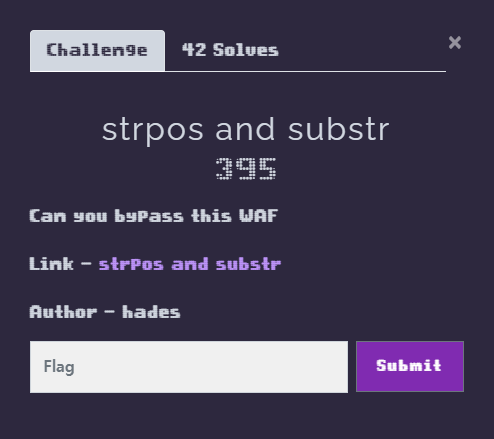 Challenge 42 Solves ×
strpos and substr
395
Can you byPass this WAF
Link - strPos and substr
Author - hades
Flag Submit